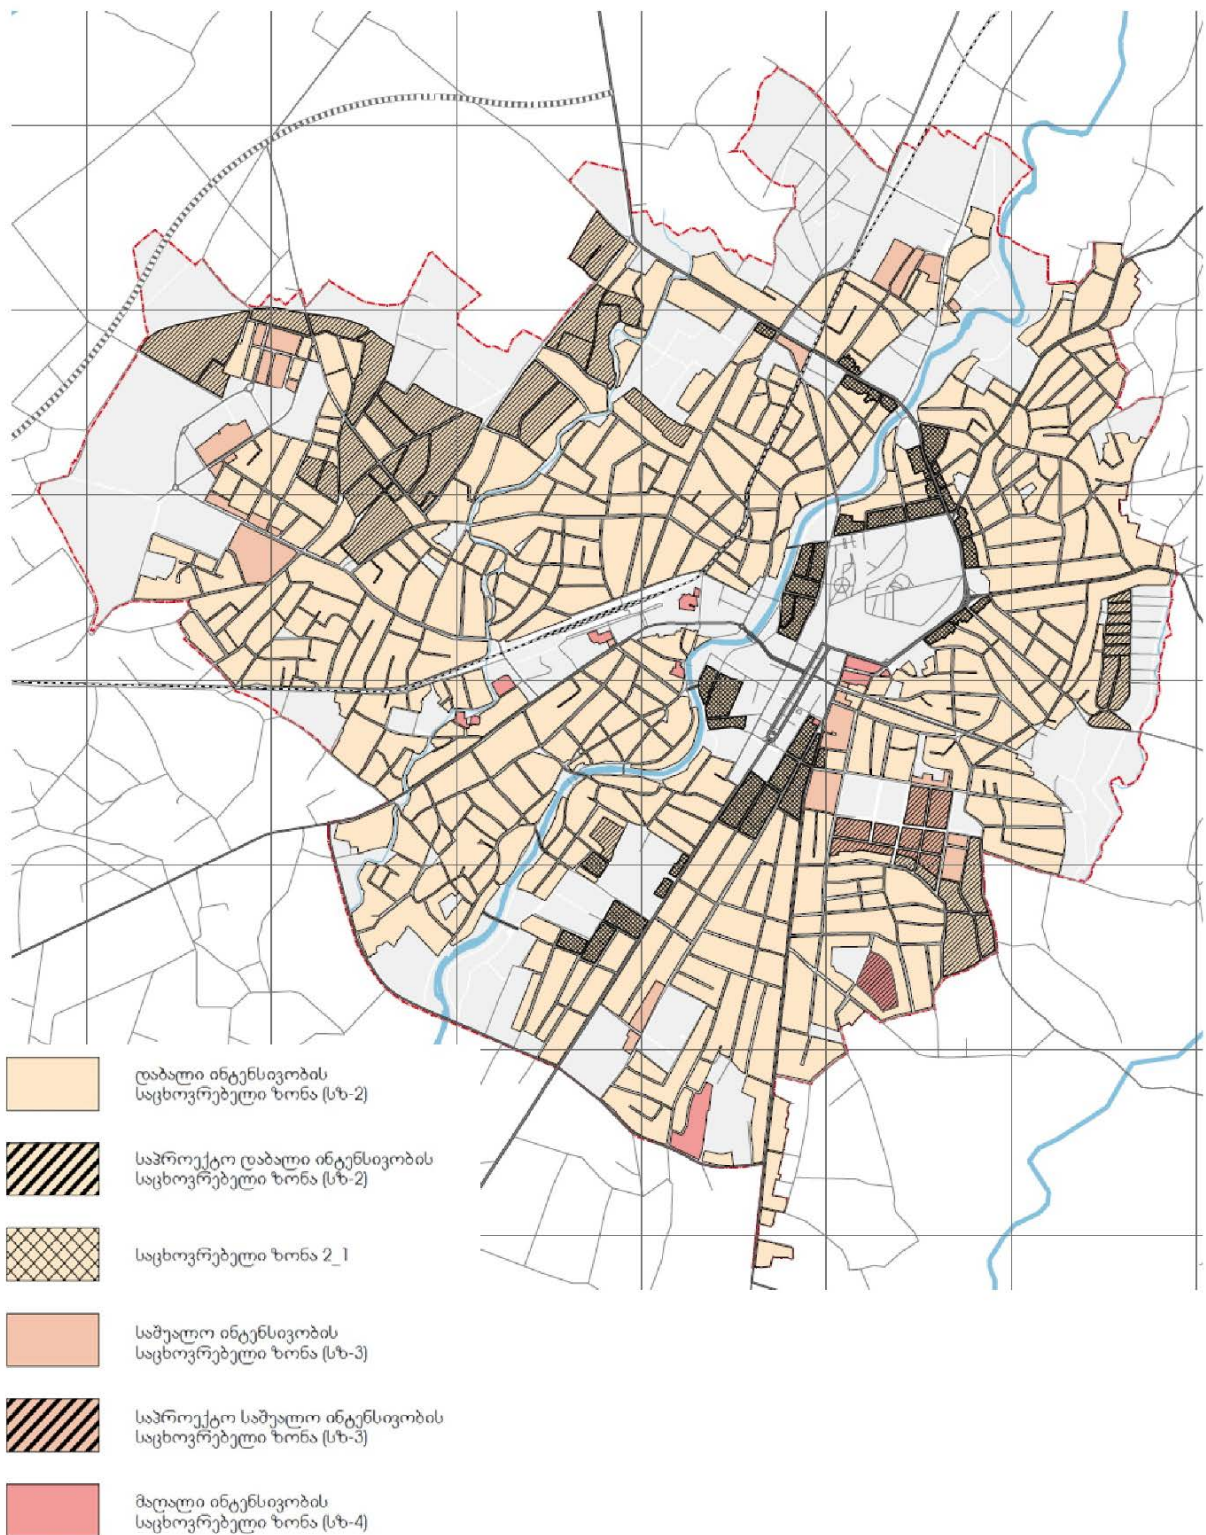 დაბალი ინტენსივობის
საცხოვრებელი ზონა (სზ-2)
საპროექტო დაბალი ინტენსივობის
საცხოვრებელი ზონა (სზ-2)
საცხოვრებელი ზონა 2_1
საშუალო ინტენსივობის
საცხოვრებელი ზონა (სზ-3)
საპროექტო საშუალო ინტენსივობის
საცხოვრებელი ზონა (სზ-3)
მაღალი ინტენსივობის
საცხოვრებელი ზონა (სზ-4)